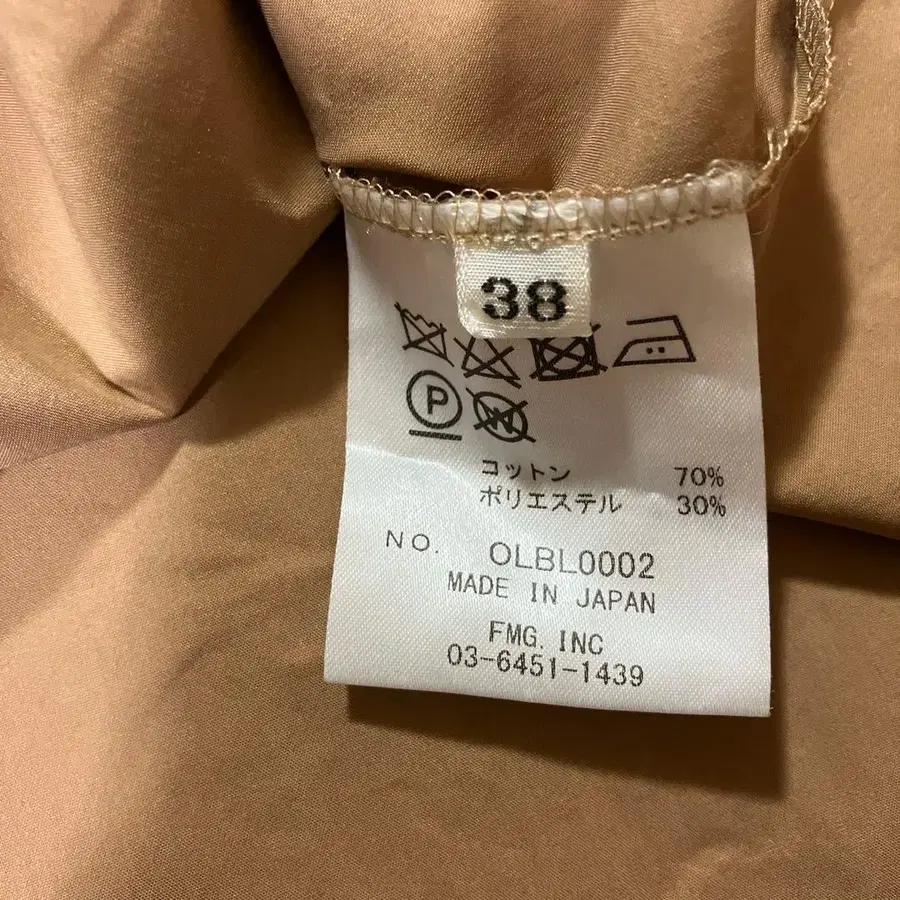 38
P
W
コットン 70%
ポリエステル 30%
NO. OLBL0002
MADE IN JAPAN
FMG. INC
03-6451-1439